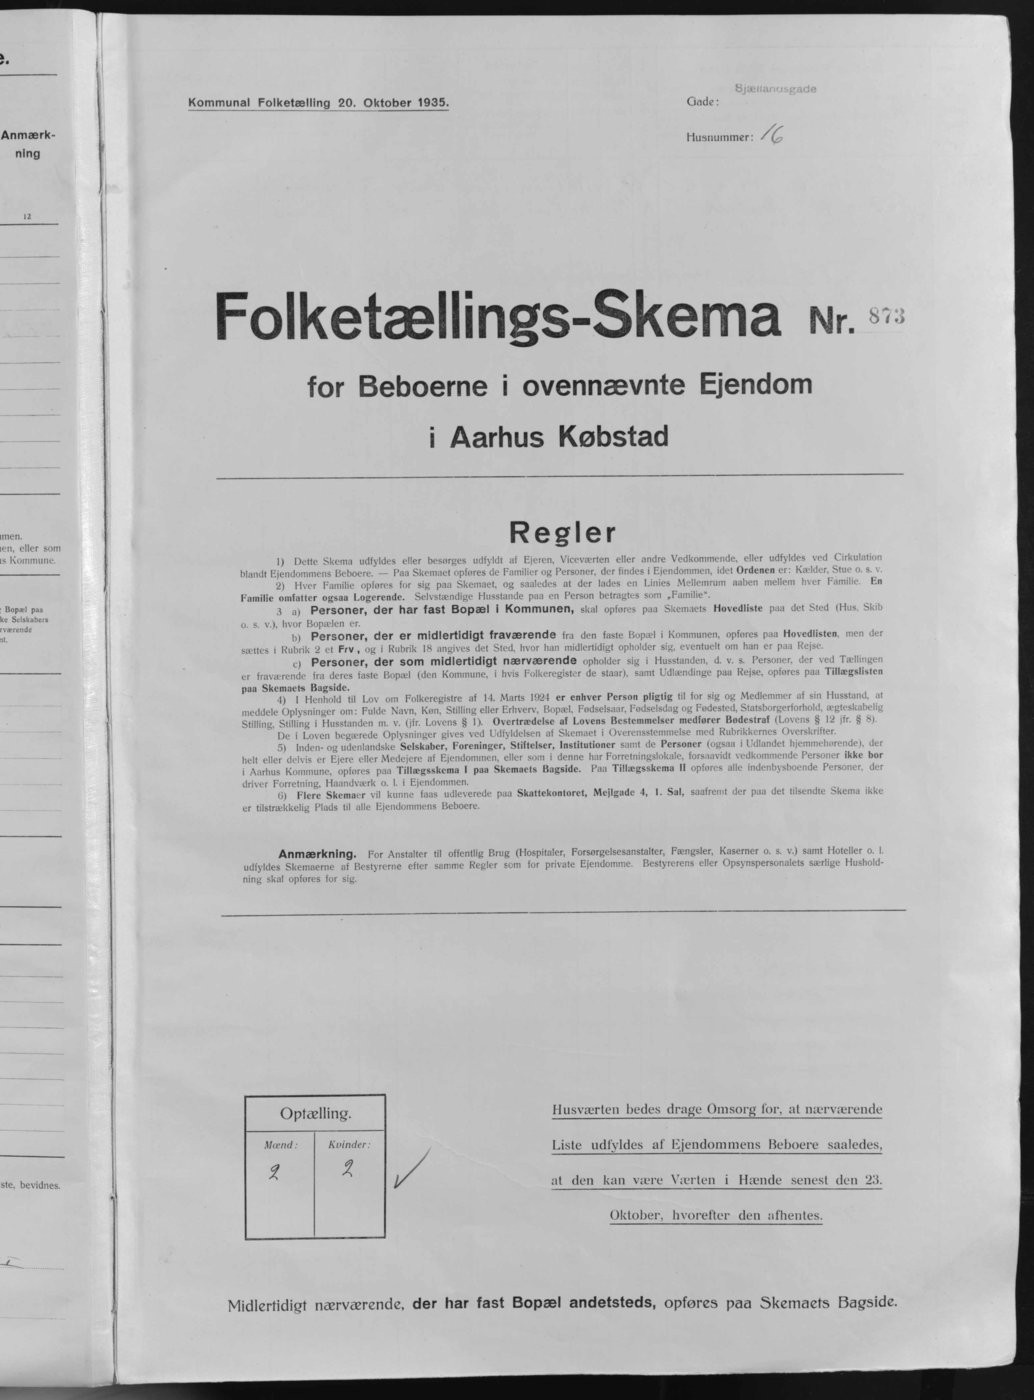 e.
Anmærk-
ning
12
men.
en, eller som
s Kommune.
Bopæl paa
ke Selskabers
rværende
st.
ste, bevidnes.
Kommunal Folketælling 20. Oktober 1935.
Sjællandsgade
Gade:
Husnummer: 16
Folketællings-Skema Nr. 873
for Beboerne i ovennævnte Ejendom
i Aarhus Købstad
Regler
1) Dette Skema udfyldes eller besørges udfyldt af Ejeren, Viceværten eller andre Vedkommende, eller udfyldes ved Cirkulation
blandt Ejendommens Beboere. — Paa Skemaet opføres de Familier og Personer, der findes i Ejendommen, idet Ordenen er: Kælder, Stue o. s. v.
2) Hver Familie opføres for sig paa Skemaet, og saaledes at der lades en Linies Mellemrum aaben mellem hver Familie. En
Familie omfatter ogsaa Logerende. Selvstændige Husstande paa en Person betragtes som „Familie“.
3 a) Personer, der har fast Bopæl i Kommunen, skal opføres paa Skemaets Hovedliste paa det Sted (Hus, Skib
o. s. v.), hvor Bopælen er.
b) Personer, der er midlertidigt fraværende fra den faste Bopæl i Kommunen, opføres paa Hovedlisten, men der
sættes i Rubrik 2 et Frv., og i Rubrik 18 angives det Sted, hvor han midlertidigt opholder sig, eventuelt om han er paa Rejse.
c) Personer, der som midlertidigt nærværende opholder sig i Husstanden, d. v. s. Personer, der ved Tællingen
er fraværende fra deres faste Bopæl (den Kommune, i hvis Folkeregister de staar), samt Udlændinge paa Rejse, opføres paa Tillægslisten
paa Skemaets Bagside.
4) I Henhold til Lov om Folkeregistre af 14. Marts 1924 er enhver Person pligtig til for sig og Medlemmer af sin Husstand, at
meddele Oplysninger om: Fulde Navn, Køn, Stilling eller Erhverv, Bopæl, Fødselsaar, Fødselsdag og Fødested, Statsborgerforhold, ægteskabelig
Stilling, Stilling i Husstanden m. v. (jfr. Lovens § 1). Overtrædelse af Lovens Bestemmelser medfører Bødestraf (Lovens § 12 jfr. § 8).
De i Loven begærede Oplysninger gives ved Udfyldelsen af Skemaet i Overensstemmelse med Rubrikkernes Overskrifter.
5) Inden- og udenlandske Selskaber, Foreninger, Stiftelser, Institutioner samt de Personer (ogsaa i Udlandet hjemmehørende), der
helt eller delvis er Ejere eller Medejere af Ejendommen, eller som i denne har Forretningslokale, forsaavidt vedkommende Personer ikke bor
i Aarhus Kommune, opføres paa Tillægsskema I paa Skemaets Bagside. Paa Tillægsskema II opføres alle indenbysboende Personer, der
driver Forretning, Haandværk o. l. i Ejendommen.
6) Flere Skemaer vil kunne faas udleverede paa Skattekontoret, Mejlgade 4, 1. Sal, saafremt der paa det tilsendte Skema ikke
er tilstrækkelig Plads til alle Ejendommens Beboere.
Anmærkning. For Anstalter til offentlig Brug (Hospitaler, Forsørgelsesanstalter, Fængsler, Kaserner o. s. v.) samt Hoteller o. l.
udfyldes Skemaerne af Bestyrerne efter samme Regler som for private Ejendomme. Bestyrerens eller Opsynspersonalets særlige Hushold-
ning skal opføres for sig.
Optælling.
Mænd: Kvinder:
2 2
Husværten bedes drage Omsorg for, at nærværende
Liste udfyldes af Ejendommens Beboere saaledes,
at den kan være Værten i Hænde senest den 23.
Oktober, hvorefter den afhentes.
Midlertidigt nærværende, der har fast Bopæl andetsteds, opføres paa Skemaets Bagside.